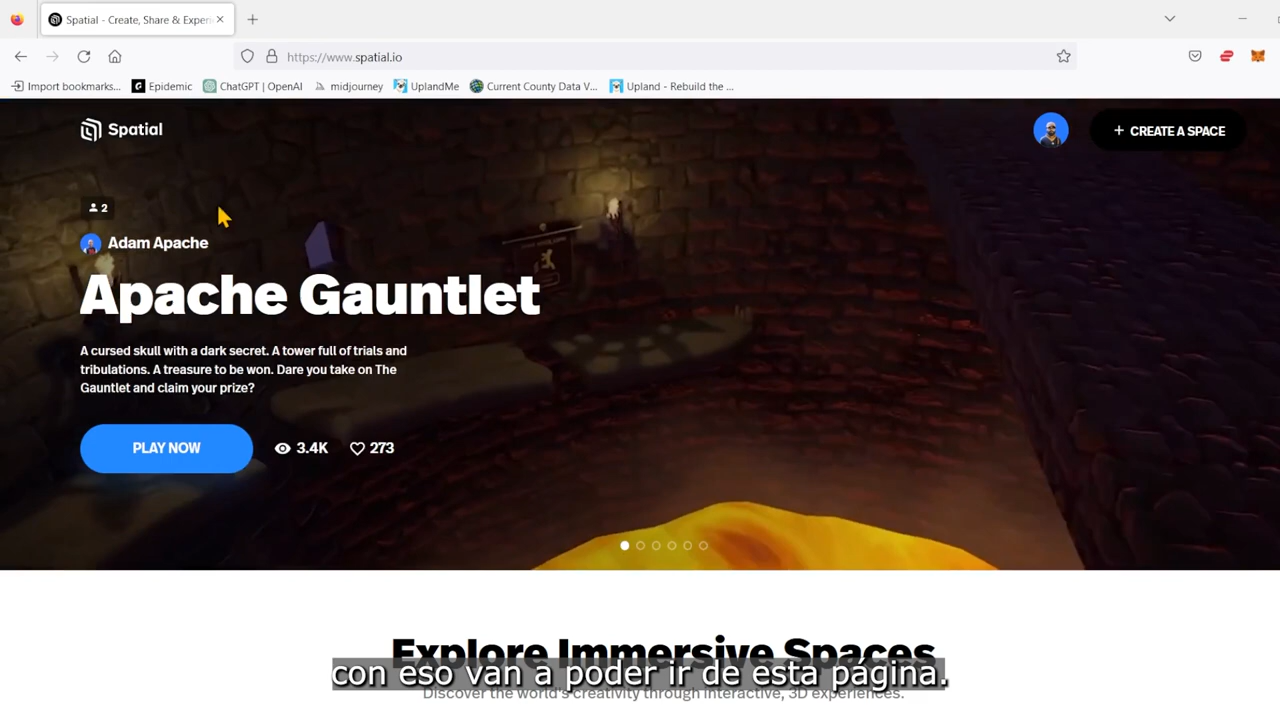 Spatial - Create, Share & Experi
https://www.spatial.io
Import bookmarks...
Epidemic
ChatGPT | OpenAI
midjourney
UplandMe
Current County Data V...
Upland - Rebuild the ...
Spatial
+ CREATE A SPACE
2
Adam Apache
Apache Gauntlet
A cursed skull with a dark secret. A tower full of trials and
tribulations. A treasure to be won. Dare you take on The
Gauntlet and claim your prize?
PLAY NOW
3.4K
273
Explore Immersive Spaces
con eso van a poder ir de esta página.
Discover the world's creativity through interactive, 3D experiences.